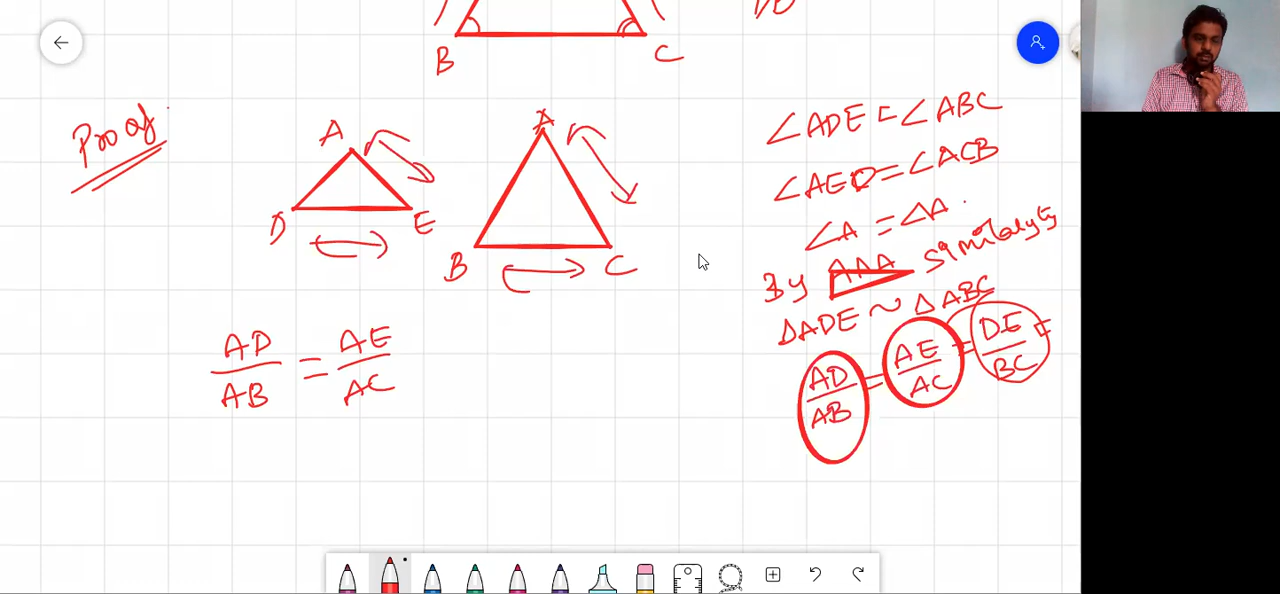 B C
Proof
A A
D E
B C
AD/AB = AE/AC
∠ADE = ∠ABC
∠AED = ∠ACB
∠A = ∠A
By AAA similarlyty
ΔADE ~ ΔABC
AD/AB = AE/AC = DE/BC